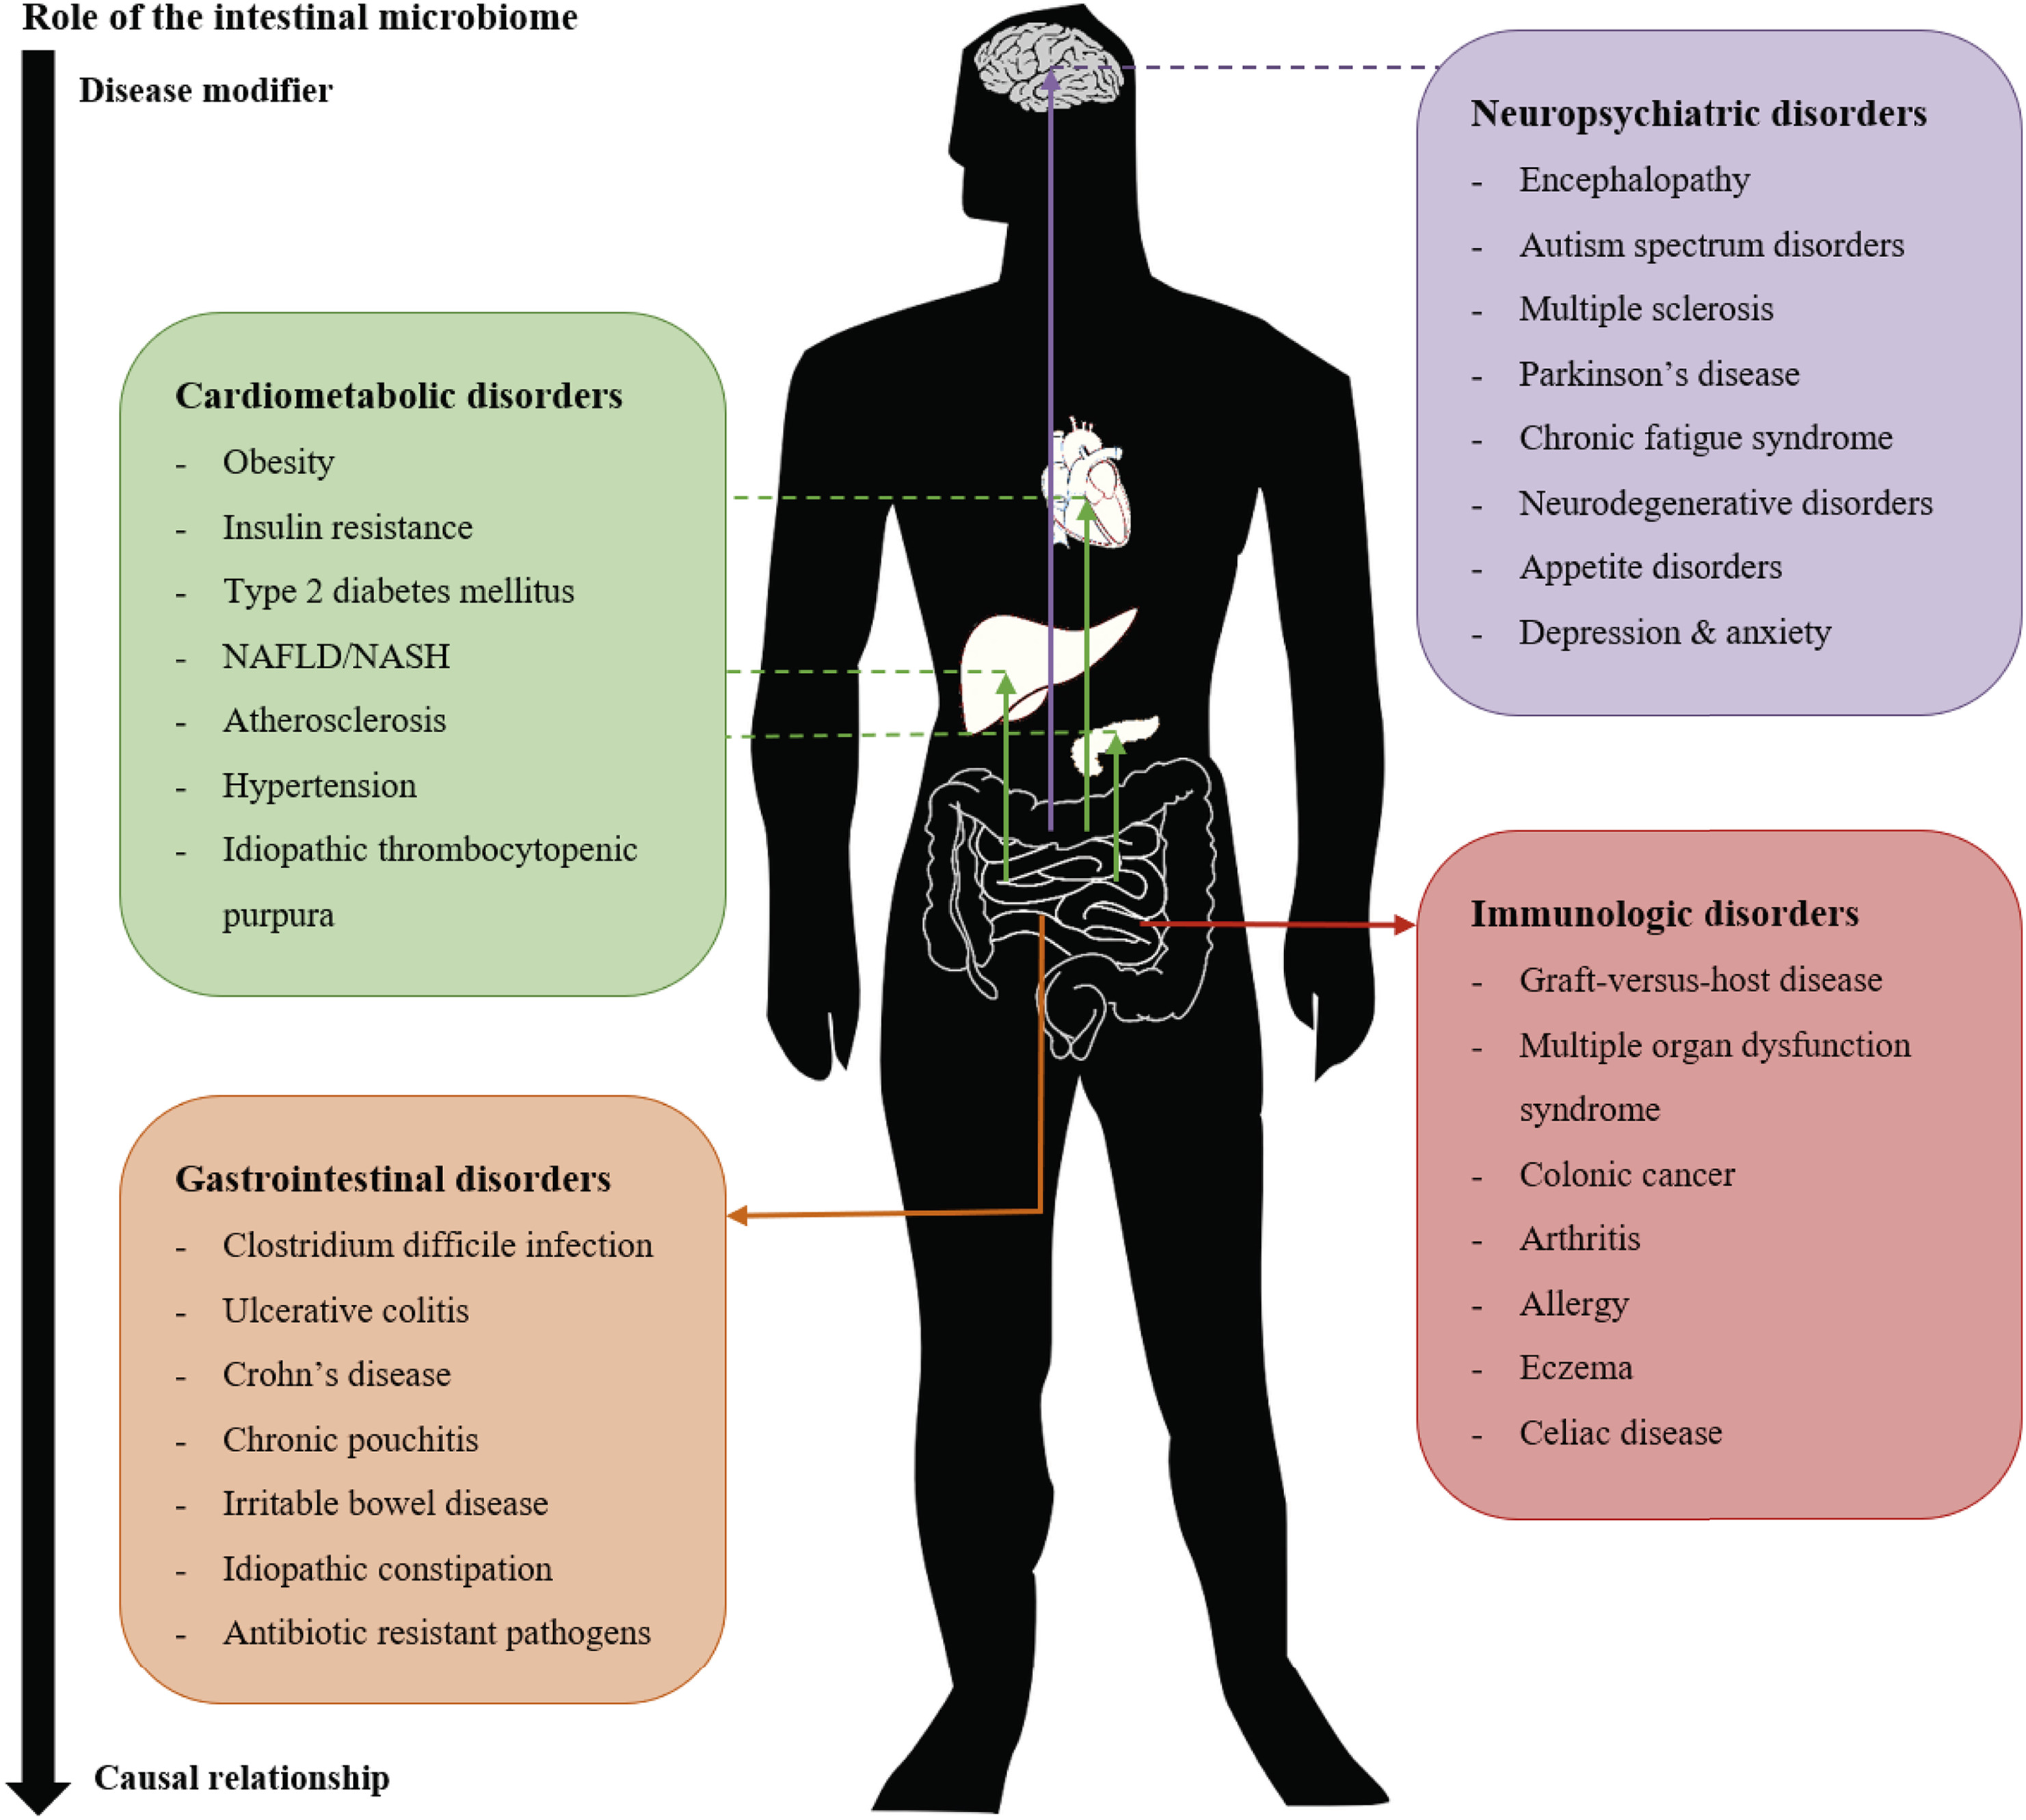 Role of the intestinal microbiome
Disease modifier
Neuropsychiatric disorders
- Encephalopathy
- Autism spectrum disorders
- Multiple sclerosis
- Parkinson’s disease
- Chronic fatigue syndrome
- Neurodegenerative disorders
- Appetite disorders
- Depression & anxiety
Cardiometabolic disorders
- Obesity
- Insulin resistance
- Type 2 diabetes mellitus
- NAFLD/NASH
- Atherosclerosis
- Hypertension
- Idiopathic thrombocytopenic
purpura
Immunologic disorders
- Graft-versus-host disease
- Multiple organ dysfunction
syndrome
- Colonic cancer
- Arthritis
- Allergy
- Eczema
- Celiac disease
Gastrointestinal disorders
- Clostridium difficile infection
- Ulcerative colitis
- Crohn’s disease
- Chronic pouchitis
- Irritable bowel disease
- Idiopathic constipation
- Antibiotic resistant pathogens
Causal relationship